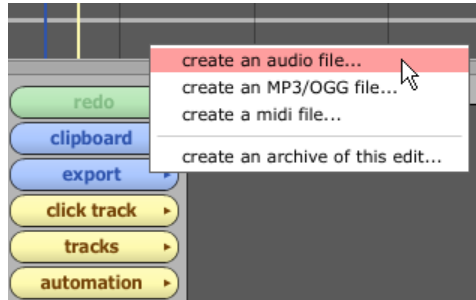 create an audio file...
create an MP3/OGG file...
create a midi file...
create an archive of this edit...
redo
clipboard
export
click track
tracks
automation